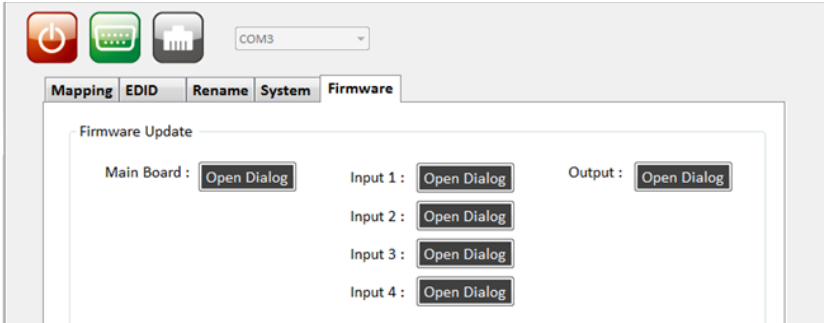 COM3
Mapping EDID Rename System Firmware
Firmware Update
Main Board : Open Dialog Input 1 : Open Dialog Output : Open Dialog
Input 2 : Open Dialog
Input 3 : Open Dialog
Input 4 : Open Dialog